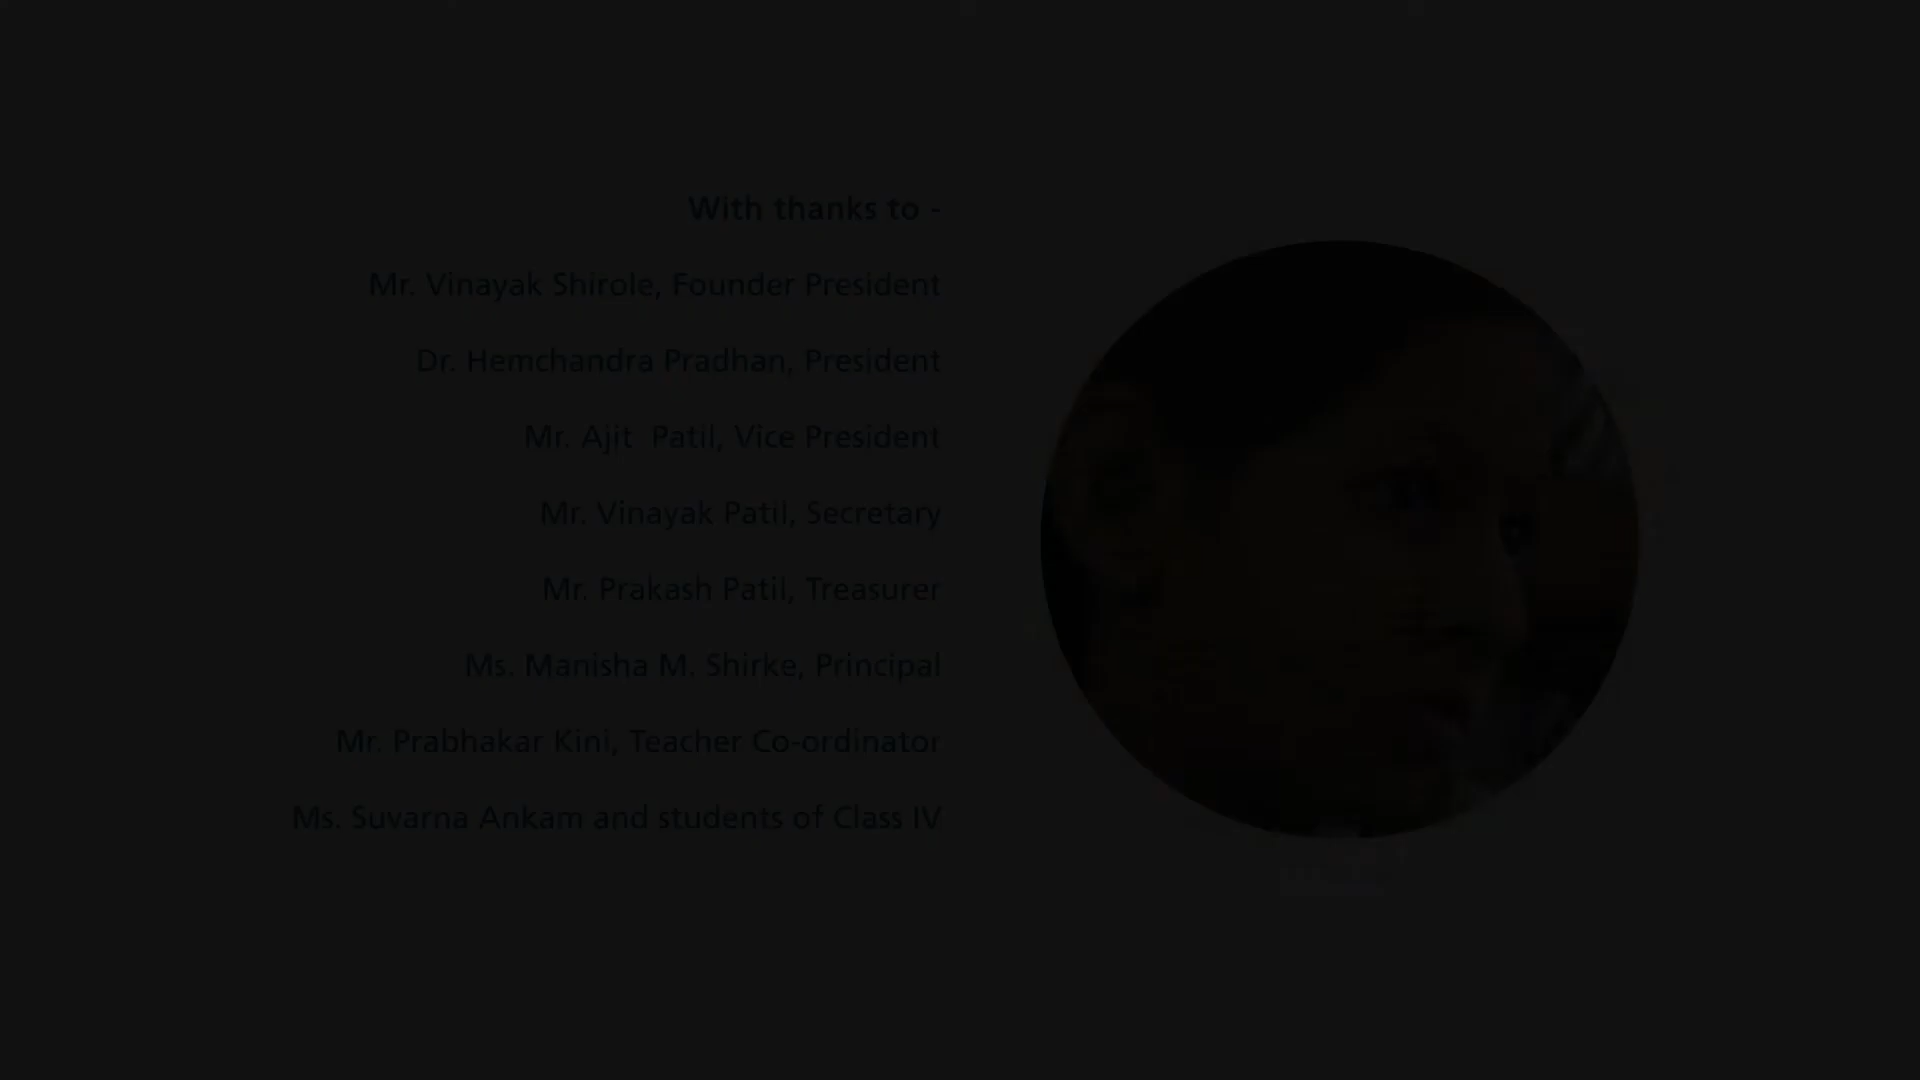 With thanks to -
Mr. Vinayak Shirole, Founder President
Dr. Hemchandra Pradhan, President
Mr. Ajit  Patil, Vice President
Mr. Vinayak Patil, Secretary
Mr. Prakash Patil, Treasurer
Ms. Manisha M. Shirke, Principal
Mr. Prabhakar Kini, Teacher Co-ordinator
Ms. Suvarna Ankam and students of Class IV